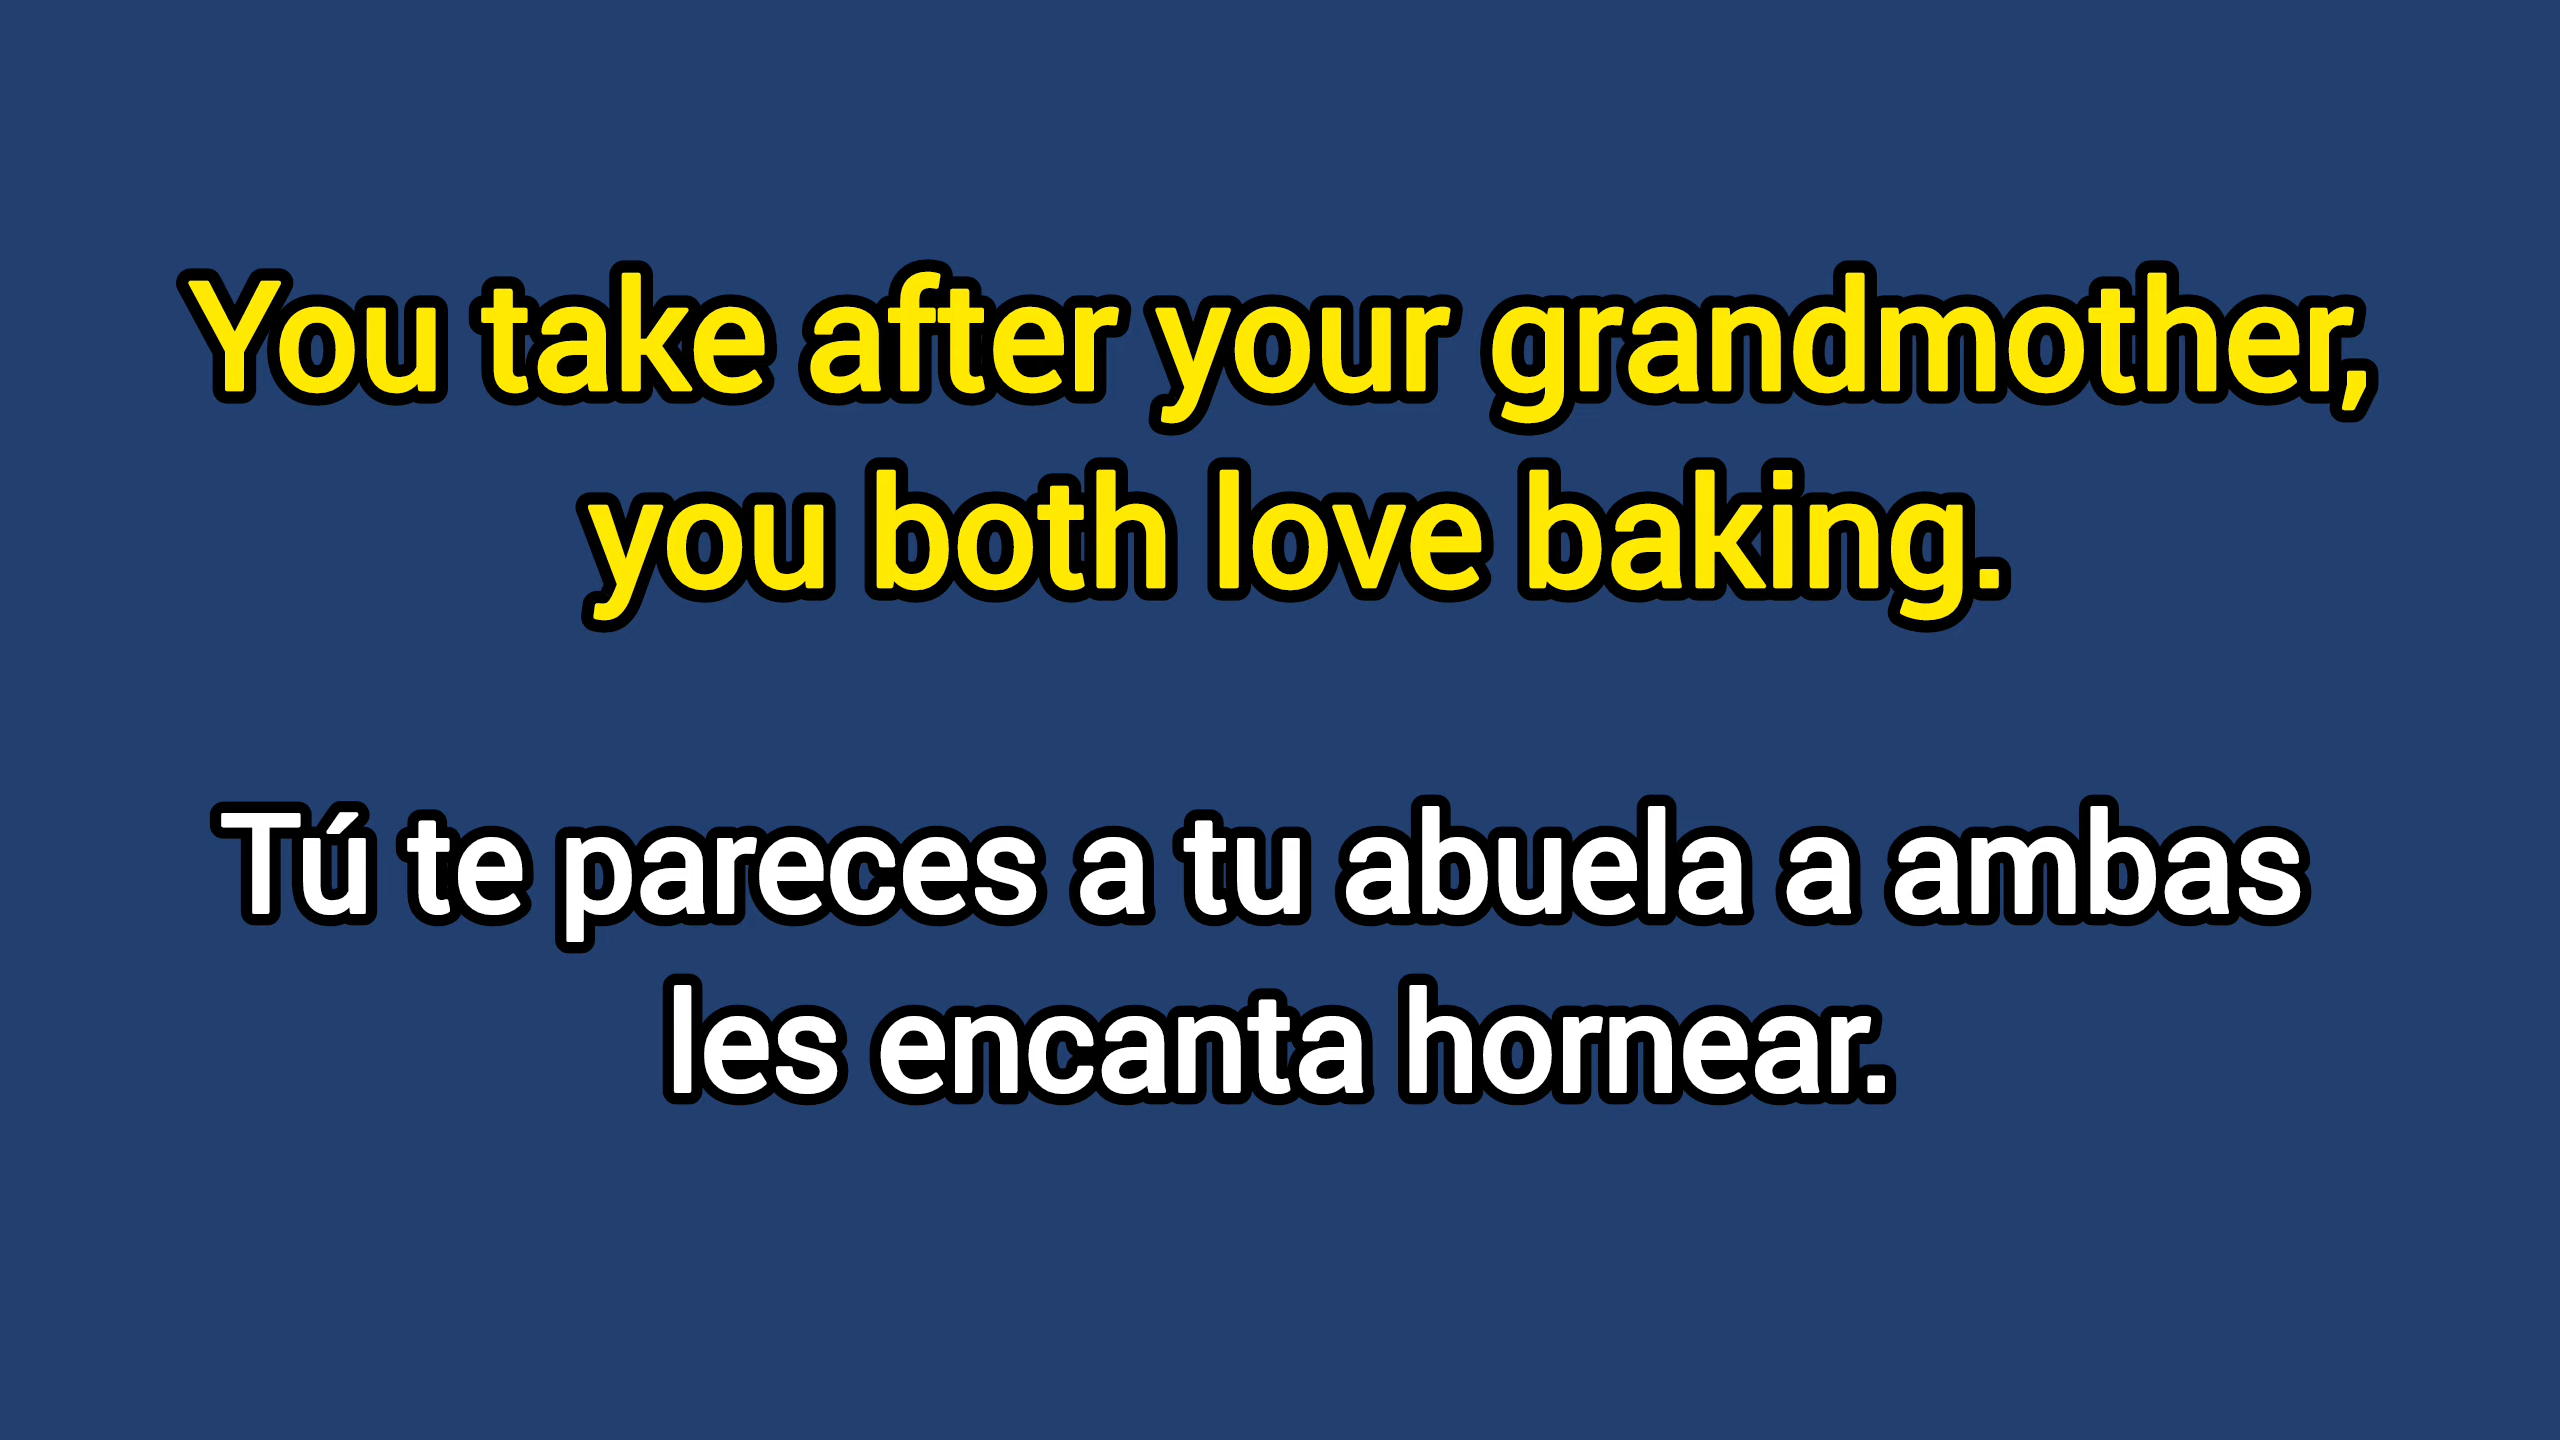 You take after your grandmother,
you both love baking.
Tú te pareces a tu abuela a ambas
les encanta hornear.